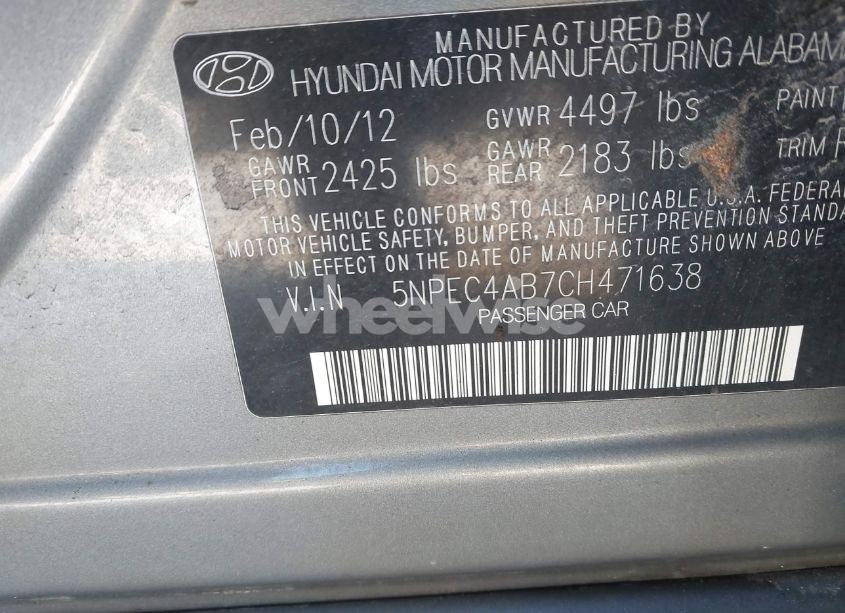 MANUFACTURED BY
HYUNDAI MOTOR MANUFACTURING ALABAM
Feb/10/12 GVWR 4497 lbs PAINT
GAWR FRONT 2425 lbs GAWR REAR 2183 lbs TRIM
THIS VEHICLE CONFORMS TO ALL APPLICABLE U.S.A. FEDERAL
MOTOR VEHICLE SAFETY, BUMPER, AND THEFT PREVENTION STANDA
IN EFFECT ON THE DATE OF MANUFACTURE SHOWN ABOVE
V.I.N 5NPEC4AB7CH471638
PASSENGER CAR
wheelwise